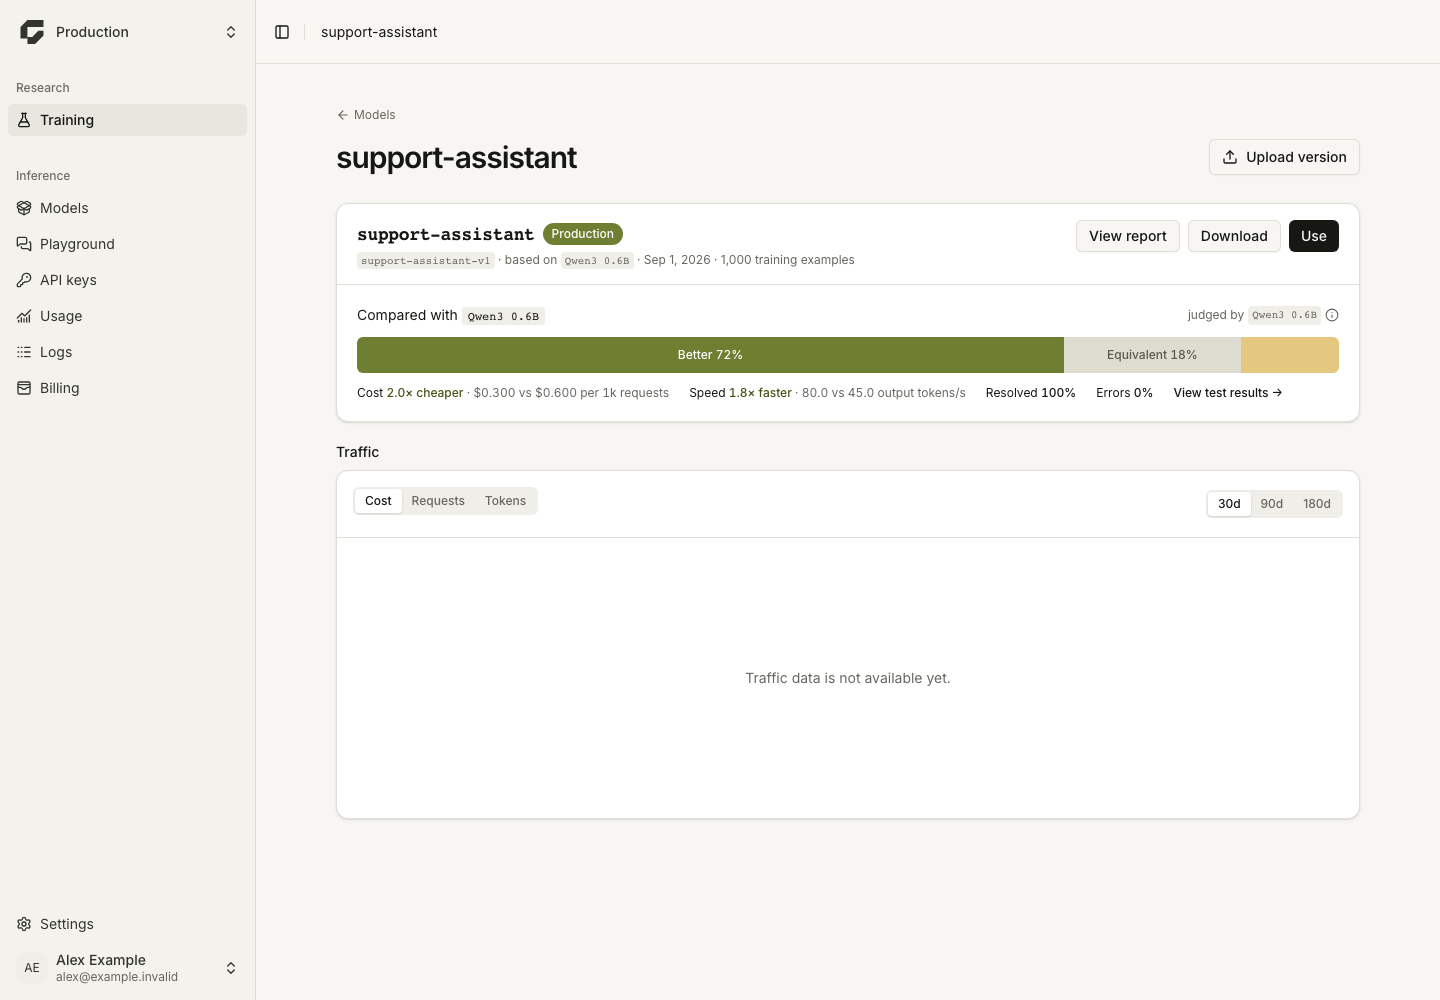 Production
support-assistant
Research
Training
Inference
Models
Playground
API keys
Usage
Logs
Billing
Settings
AE
Alex Example
alex@example.invalid
Models
support-assistant
Upload version
support-assistant Production
support-assistant-v1 · based on Qwen3 0.6B · Sep 1, 2026 · 1,000 training examples
View report Download Use
Compared with Qwen3 0.6B
judged by Qwen3 0.6B
Better 72% Equivalent 18%
Cost 2.0× cheaper · $0.300 vs $0.600 per 1k requests Speed 1.8× faster · 80.0 vs 45.0 output tokens/s Resolved 100% Errors 0% View test results →
Traffic
Cost Requests Tokens
30d 90d 180d
Traffic data is not available yet.